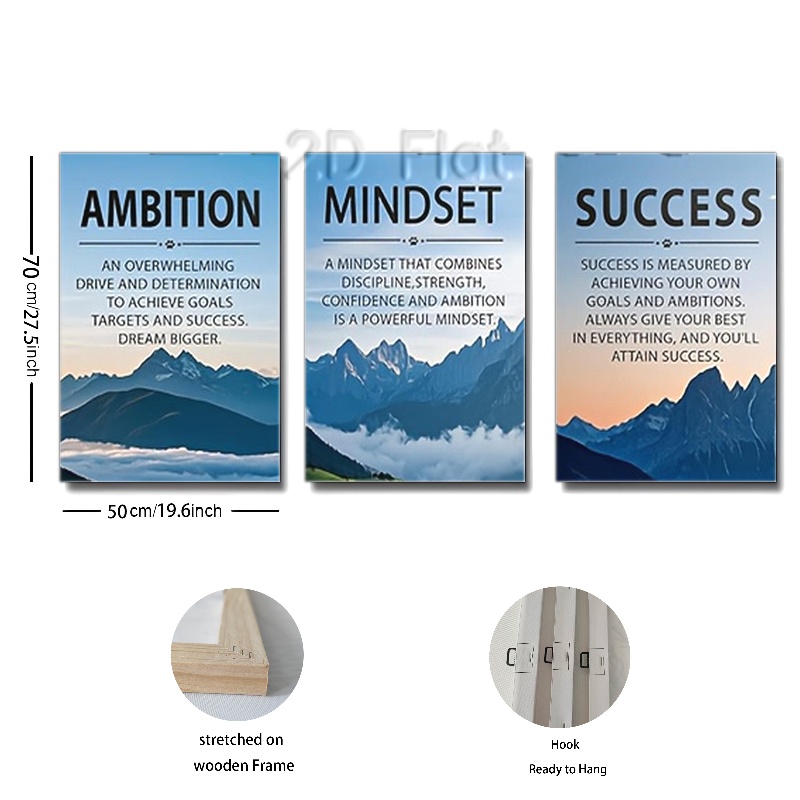 2D Flat
AMBITION
AN OVERWHELMING
DRIVE AND DETERMINATION
TO ACHIEVE GOALS
TARGETS AND SUCCESS.
DREAM BIGGER.
MINDSET
A MINDSET THAT COMBINES
DISCIPLINE,STRENGTH,
CONFIDENCE AND AMBITION
IS A POWERFUL MINDSET.
SUCCESS
SUCCESS IS MEASURED BY
ACHIEVING YOUR OWN
GOALS AND AMBITIONS.
ALWAYS GIVE YOUR BEST
IN EVERYTHING, AND YOU'LL
ATTAIN SUCCESS.
70 cm/27.5inch
50 cm/19.6inch
stretched on
wooden Frame
Hook
Ready to Hang